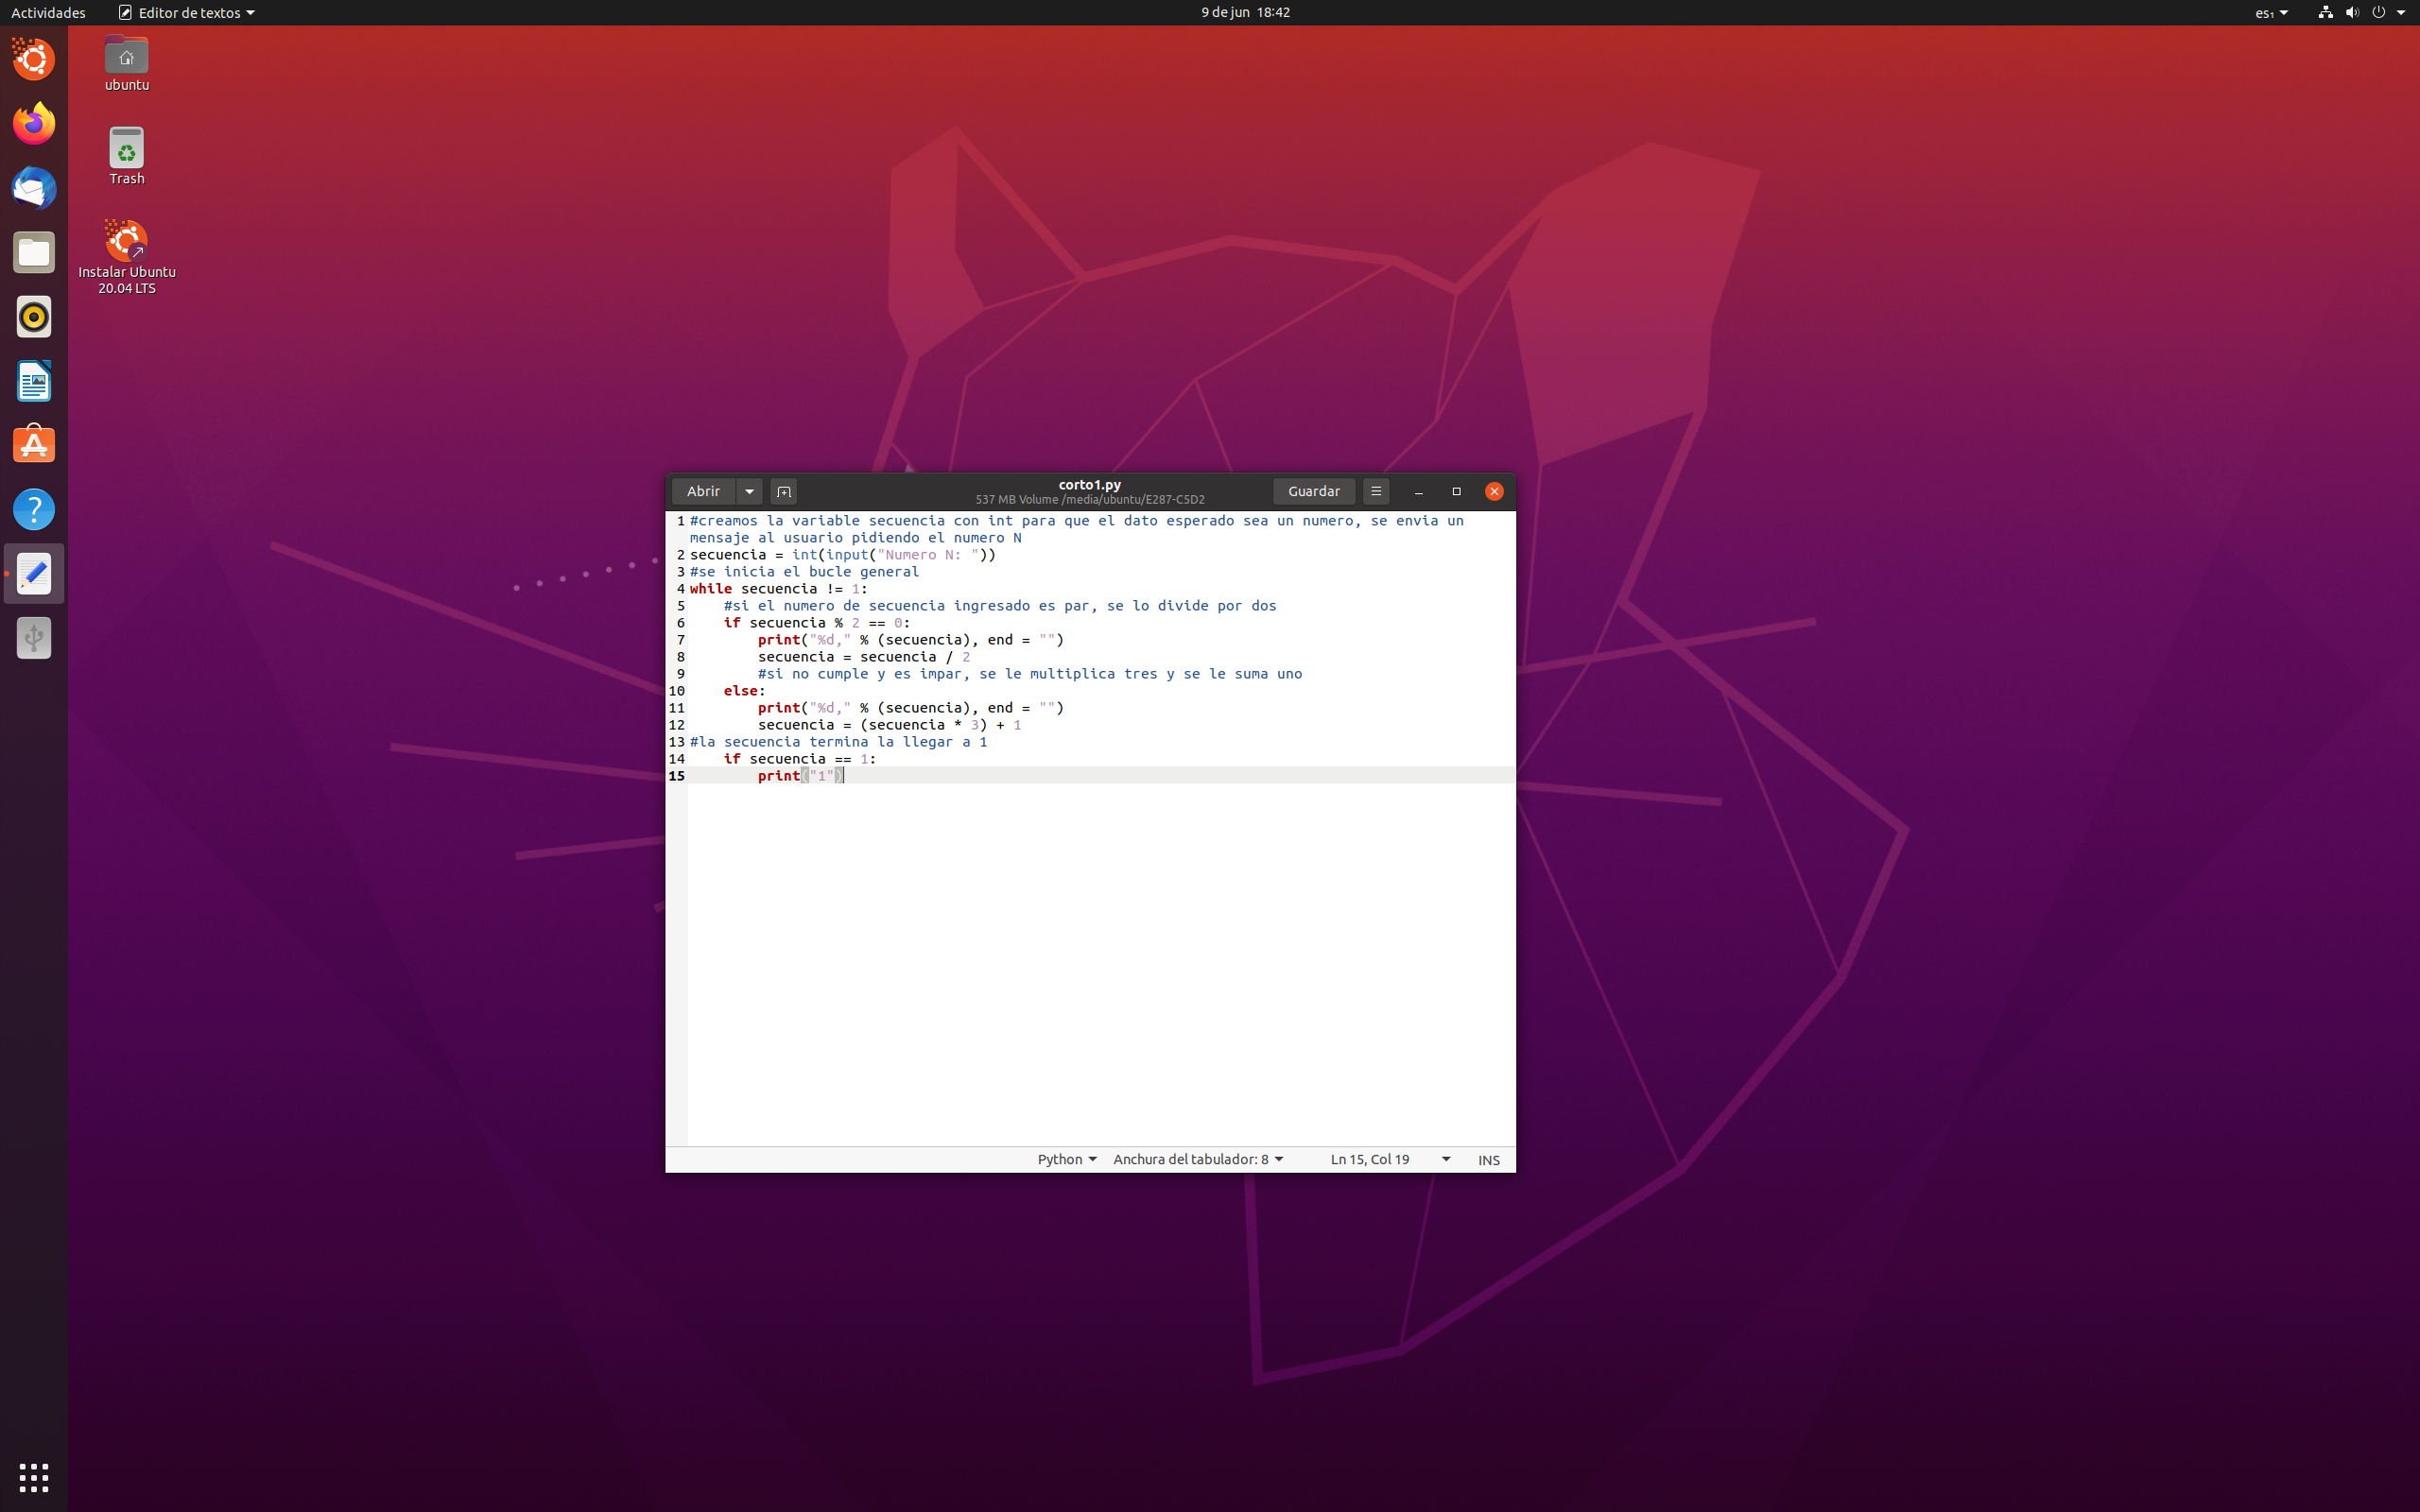 Actividades
Editor de textos
9 de jun 18:42
es₁
ubuntu
Trash
Instalar Ubuntu
20.04 LTS
Abrir
corto1.py
537 MB Volume /media/ubuntu/E287-C5D2
Guardar
1 #creamos la variable secuencia con int para que el dato esperado sea un numero, se envia un
mensaje al usuario pidiendo el numero N
2 secuencia = int(input("Numero N: "))
3 #se inicia el bucle general
4 while secuencia != 1:
5     #si el numero de secuencia ingresado es par, se lo divide por dos
6     if secuencia % 2 == 0:
7         print("%d," % (secuencia), end = "")
8         secuencia = secuencia / 2
9         #si no cumple y es impar, se le multiplica tres y se le suma uno
10     else:
11         print("%d," % (secuencia), end = "")
12         secuencia = (secuencia * 3) + 1
13 #la secuencia termina la llegar a 1
14     if secuencia == 1:
15         print("1")
Python
Anchura del tabulador: 8
Ln 15, Col 19
INS